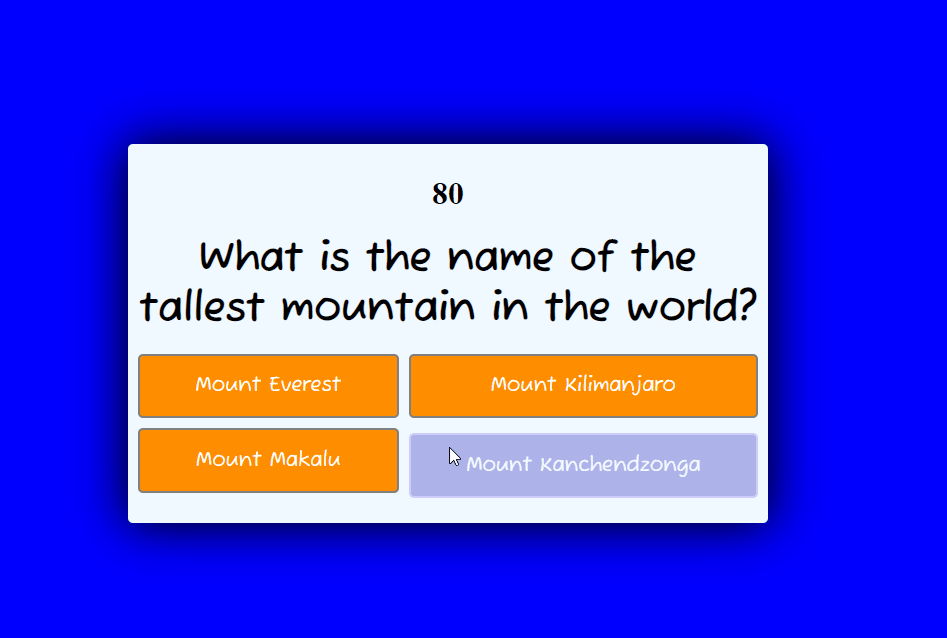 80
What is the name of the
tallest mountain in the world?
Mount Everest
Mount Kilimanjaro
Mount Makalu
Mount Kanchendzonga